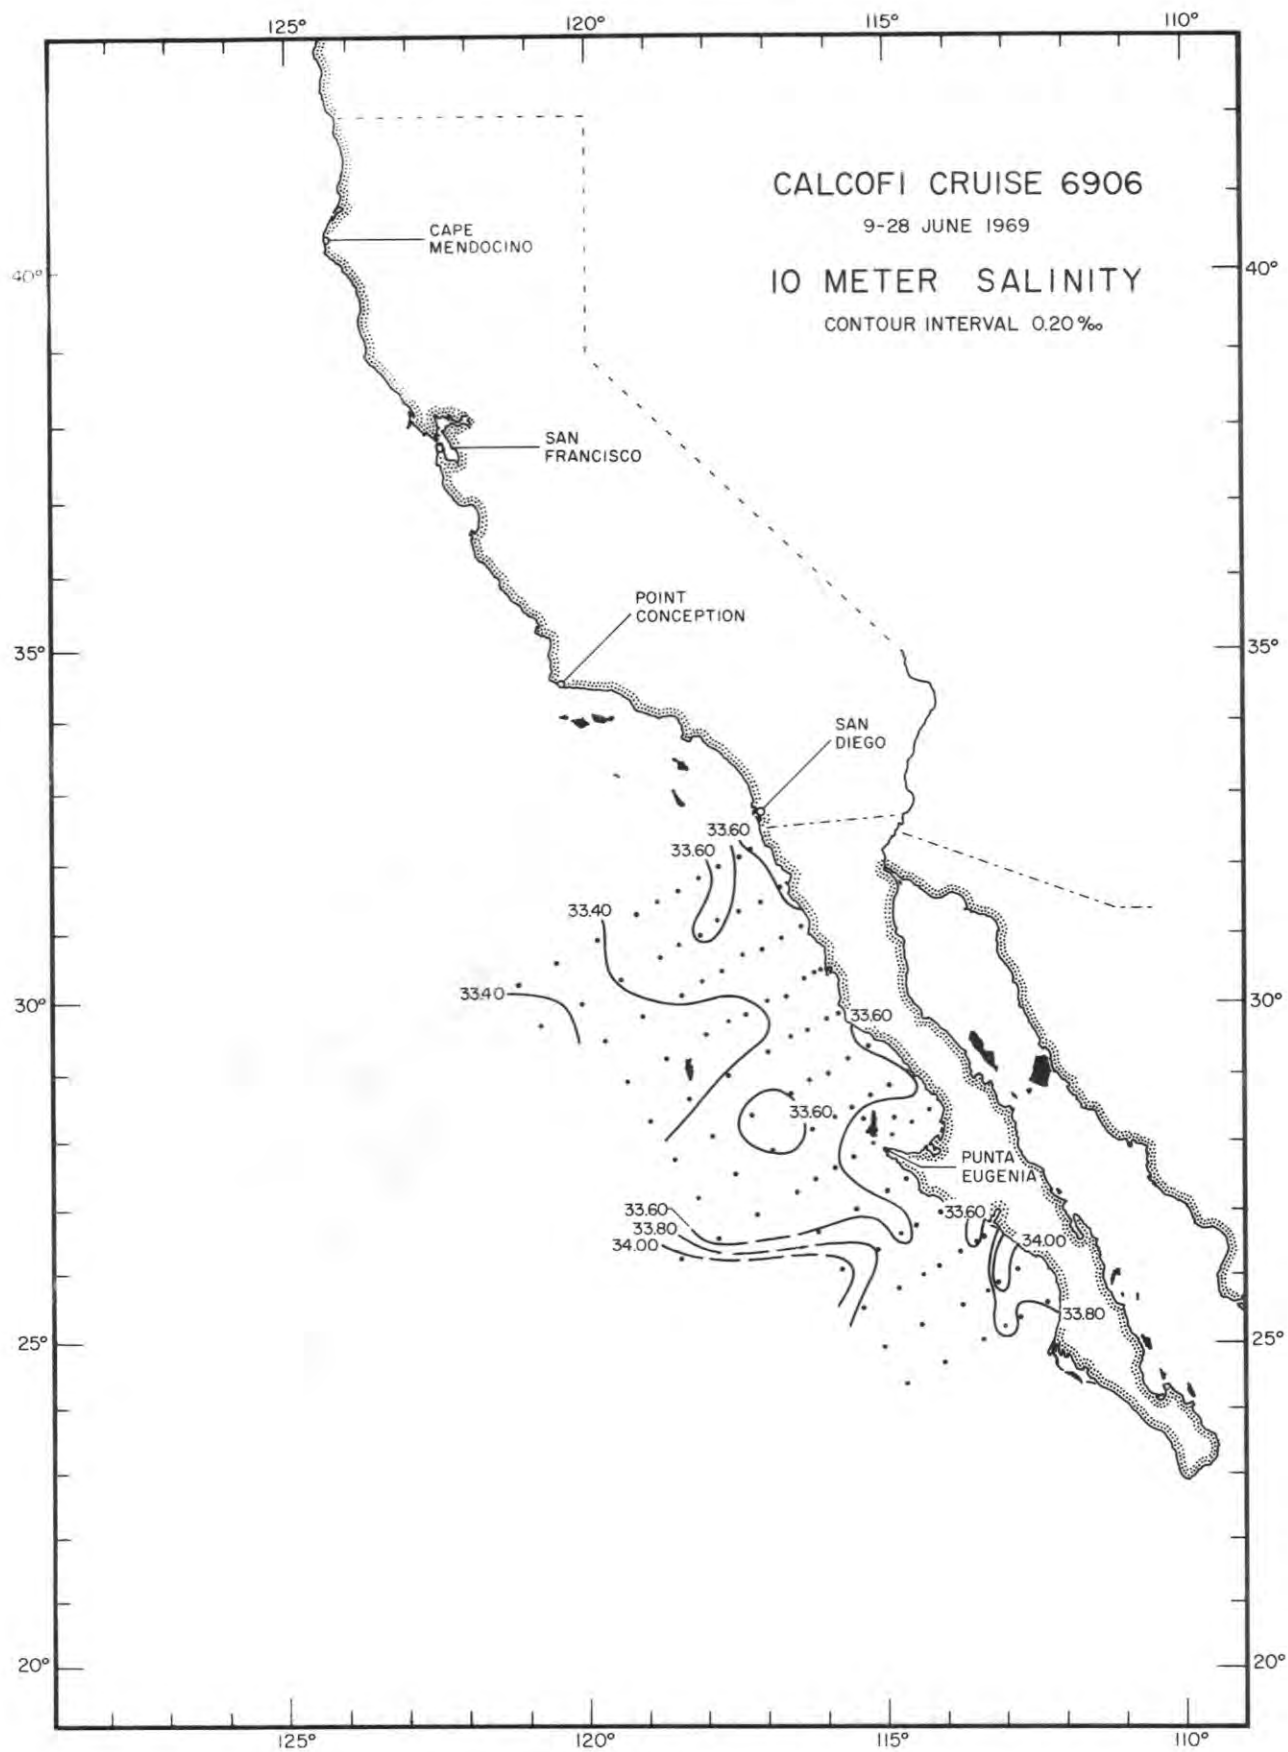 125° 120° 115° 110°
CALCOFI CRUISE 6906
9-28 JUNE 1969
10 METER SALINITY
CONTOUR INTERVAL 0.20 ‰
CAPE
MENDOCINO
40° 40°
SAN
FRANCISCO
POINT
CONCEPTION
35° 35°
SAN
DIEGO
33.60
33.60
33.40
33.40
30° 30°
33.60
33.60
PUNTA
EUGENIA
33.60
33.60
33.80
34.00
34.00
33.80
25° 25°
20° 20°
125° 120° 115° 110°